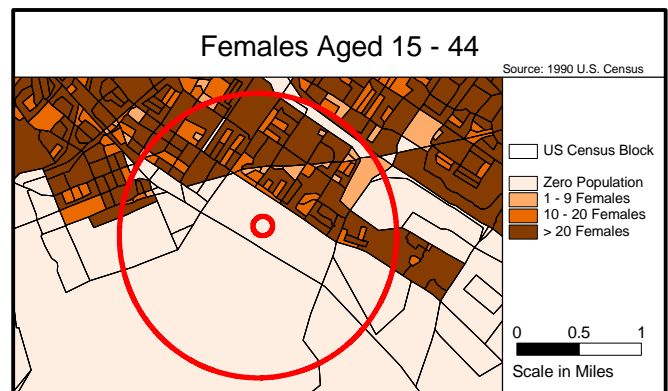 Females Aged 15 - 44
Source: 1990 U.S. Census
US Census Block
Zero Population
1 - 9 Females
10 - 20 Females
> 20 Females
0 0.5 1
Scale in Miles